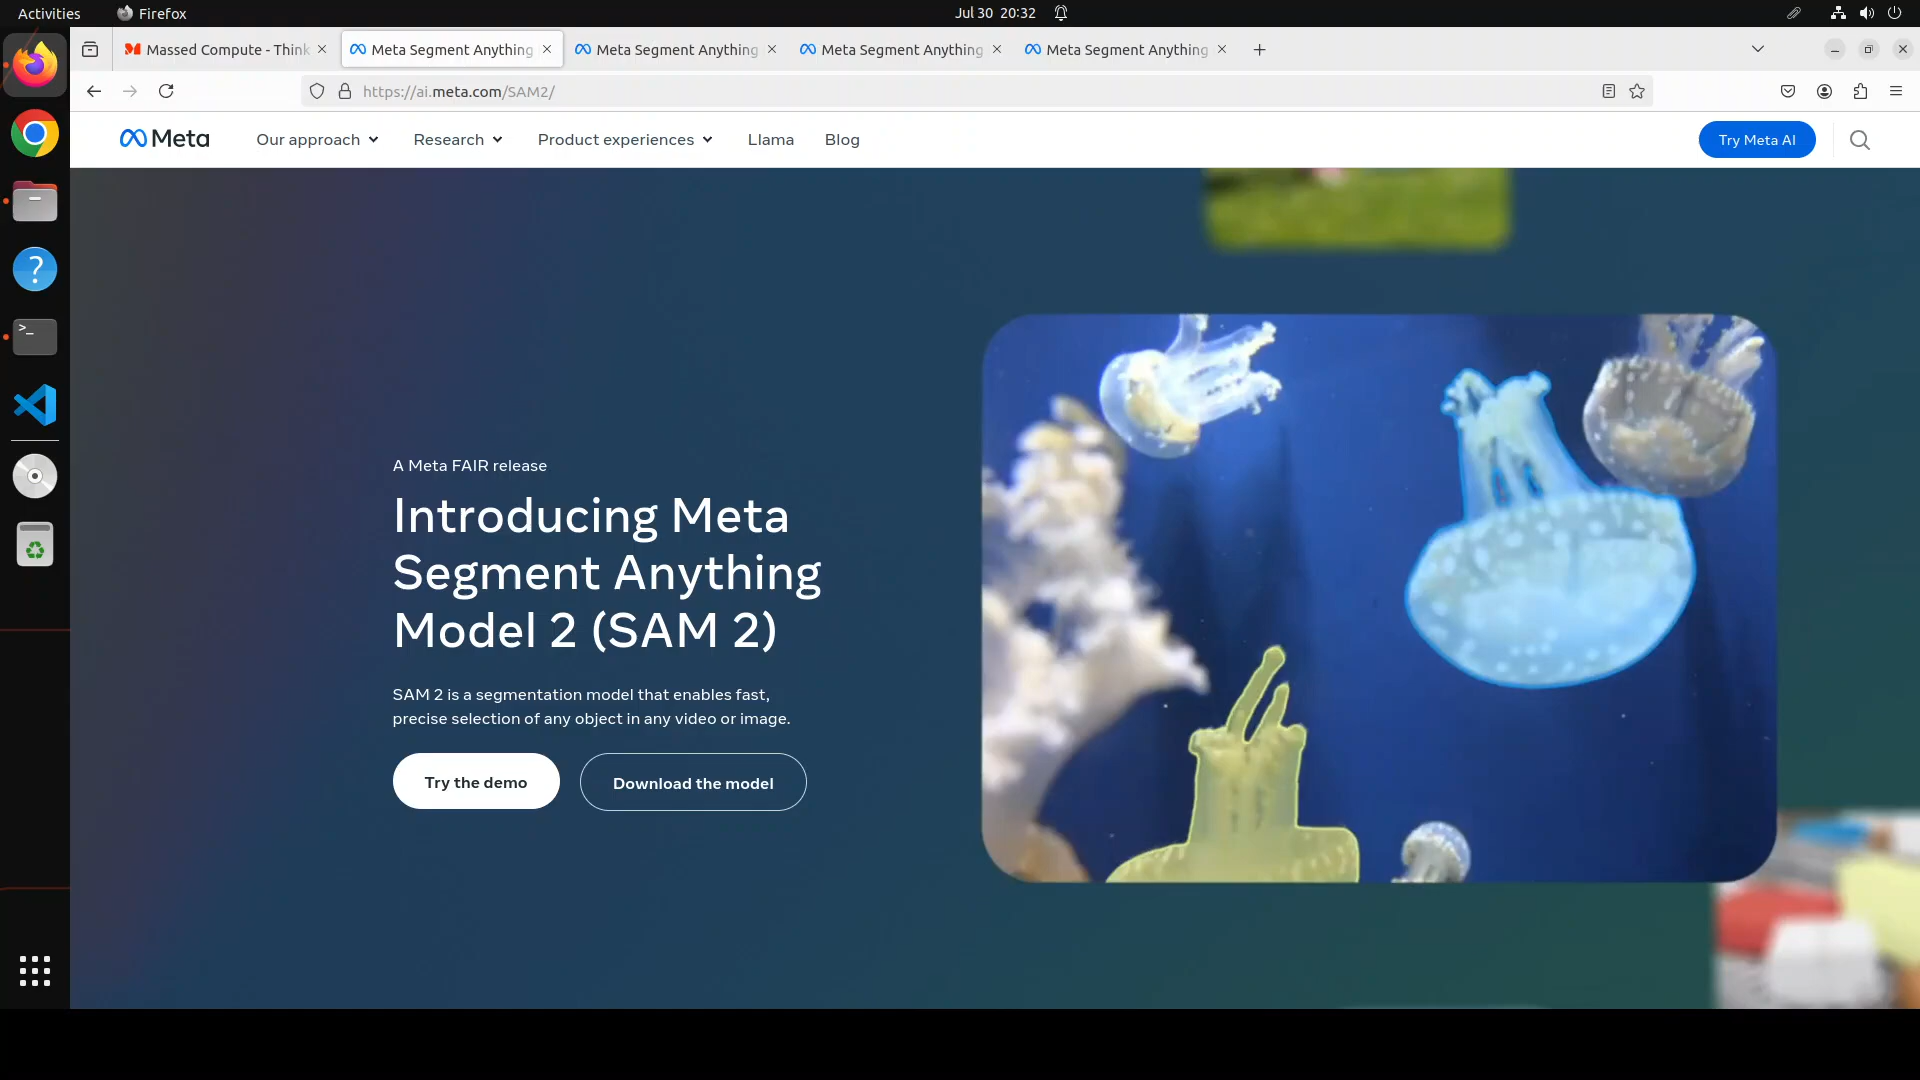 Activities
Firefox
Jul 30 20:32
Massed Compute - Think
Meta Segment Anything
Meta Segment Anything
Meta Segment Anything
Meta Segment Anything
https://ai.meta.com/SAM2/
Meta
Our approach
Research
Product experiences
Llama
Blog
Try Meta AI
A Meta FAIR release
Introducing Meta
Segment Anything
Model 2 (SAM 2)
SAM 2 is a segmentation model that enables fast,
precise selection of any object in any video or image.
Try the demo
Download the model